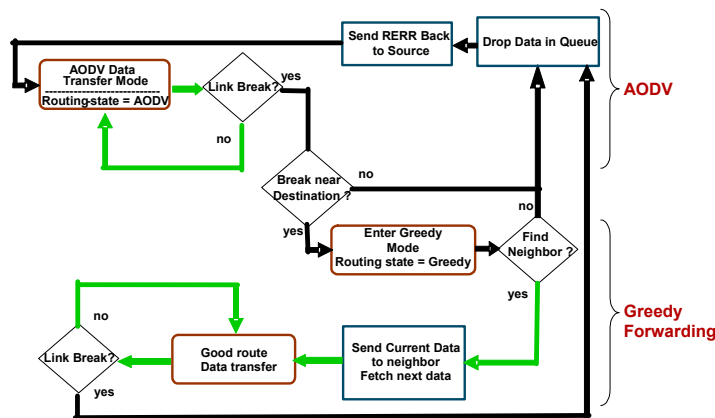 Send RERR Back
to Source
Drop Data in Queue
AODV Data
Transfer Mode
Routing-state = AODV
Link Break?
yes
no
AODV
Break near
Destination ?
no
yes
no
Enter Greedy
Mode
Routing state = Greedy
Find
Neighbor ?
yes
Greedy
Forwarding
no
Link Break?
yes
Good route
Data transfer
Send Current Data
to neighbor
Fetch next data